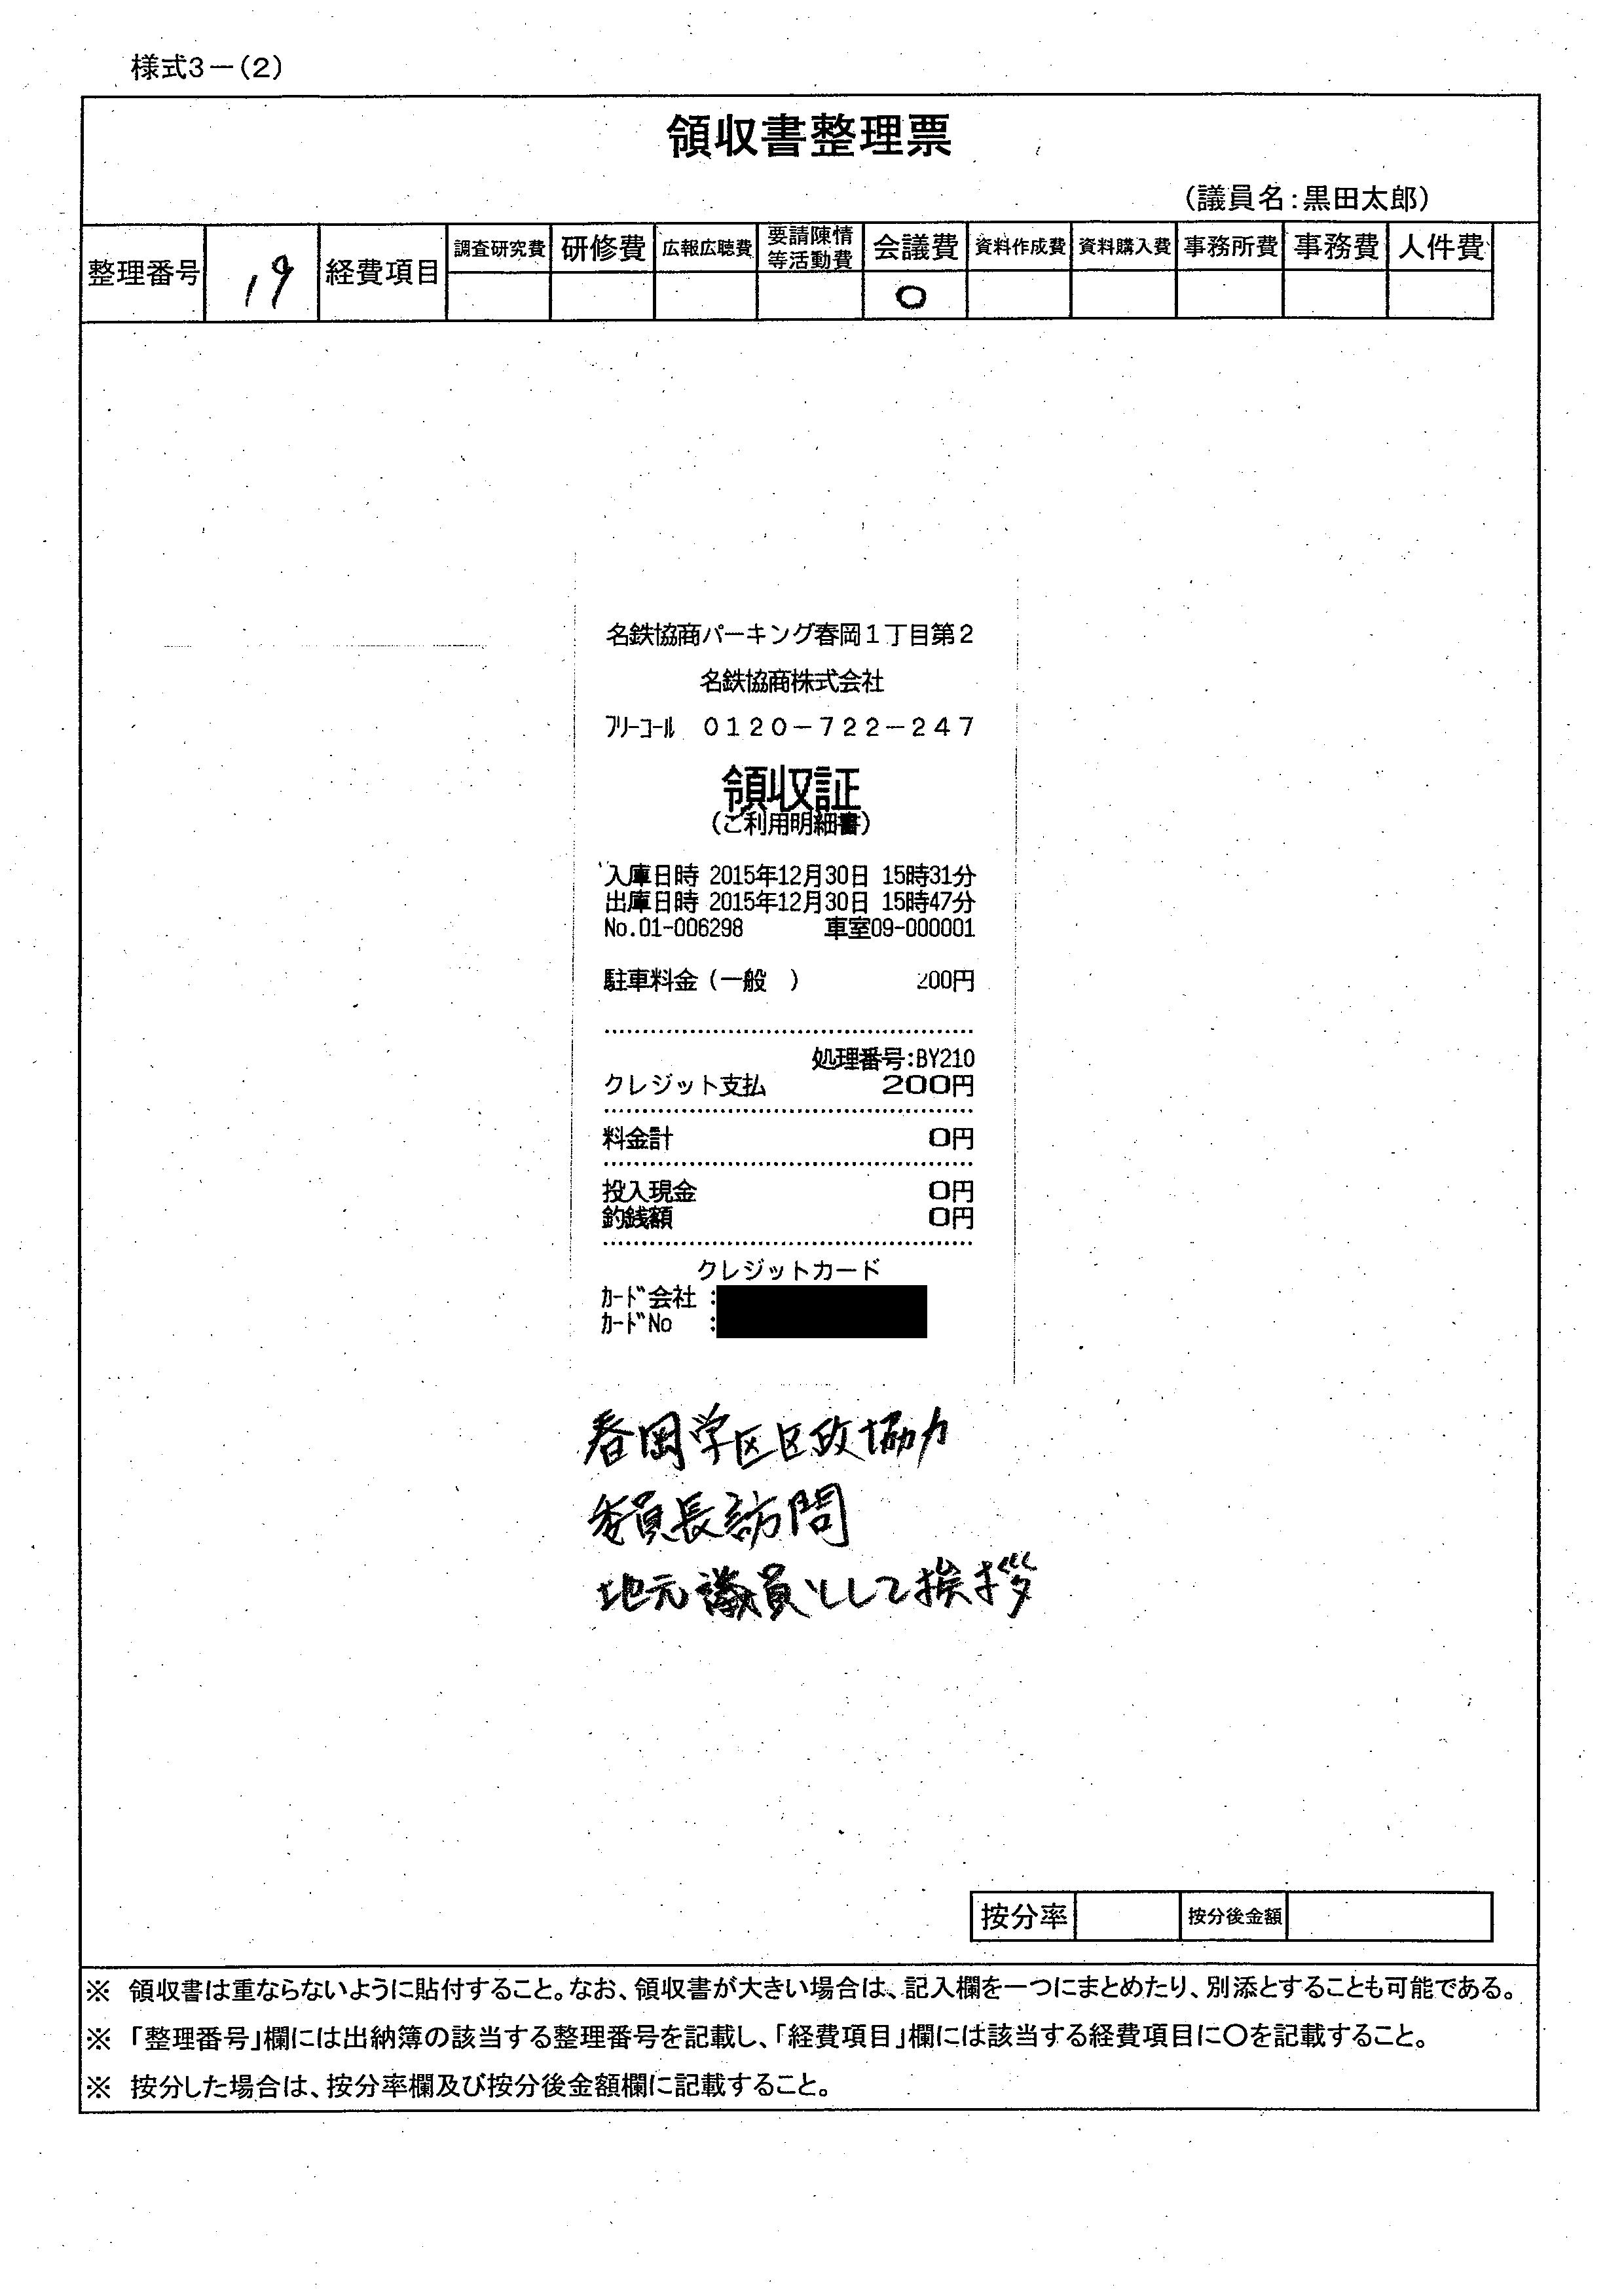 様式3－(2)
領収書整理票
(議員名:黒田太郎)
整理番号 19 経費項目 調査研究費 研修費 広報広聴費 要請陳情等活動費 会議費 資料作成費 資料購入費 事務所費 事務費 人件費
○
名鉄協商パーキング春岡１丁目第２
名鉄協商株式会社
ﾌﾘｰｺｰﾙ ０１２０－７２２－２４７
領収証
(ご利用明細書)
入庫日時 2015年12月30日 15時31分
出庫日時 2015年12月30日 15時47分
No.01-006298 車室09-000001
駐車料金(一般 ) 200円
処理番号:BY210
クレジット支払 200円
料金計 0円
投入現金 0円
釣銭額 0円
クレジットカード
ｶｰﾄﾞ会社 :
ｶｰﾄﾞNo :
春岡学区区政協力
委員長訪問
地元議員として挨拶
按分率 按分後金額
※ 領収書は重ならないように貼付すること。なお、領収書が大きい場合は、記入欄を一つにまとめたり、別添とすることも可能である。
※ 「整理番号」欄には出納簿の該当する整理番号を記載し、「経費項目」欄には該当する経費項目に〇を記載すること。
※ 按分した場合は、按分率欄及び按分後金額欄に記載すること。